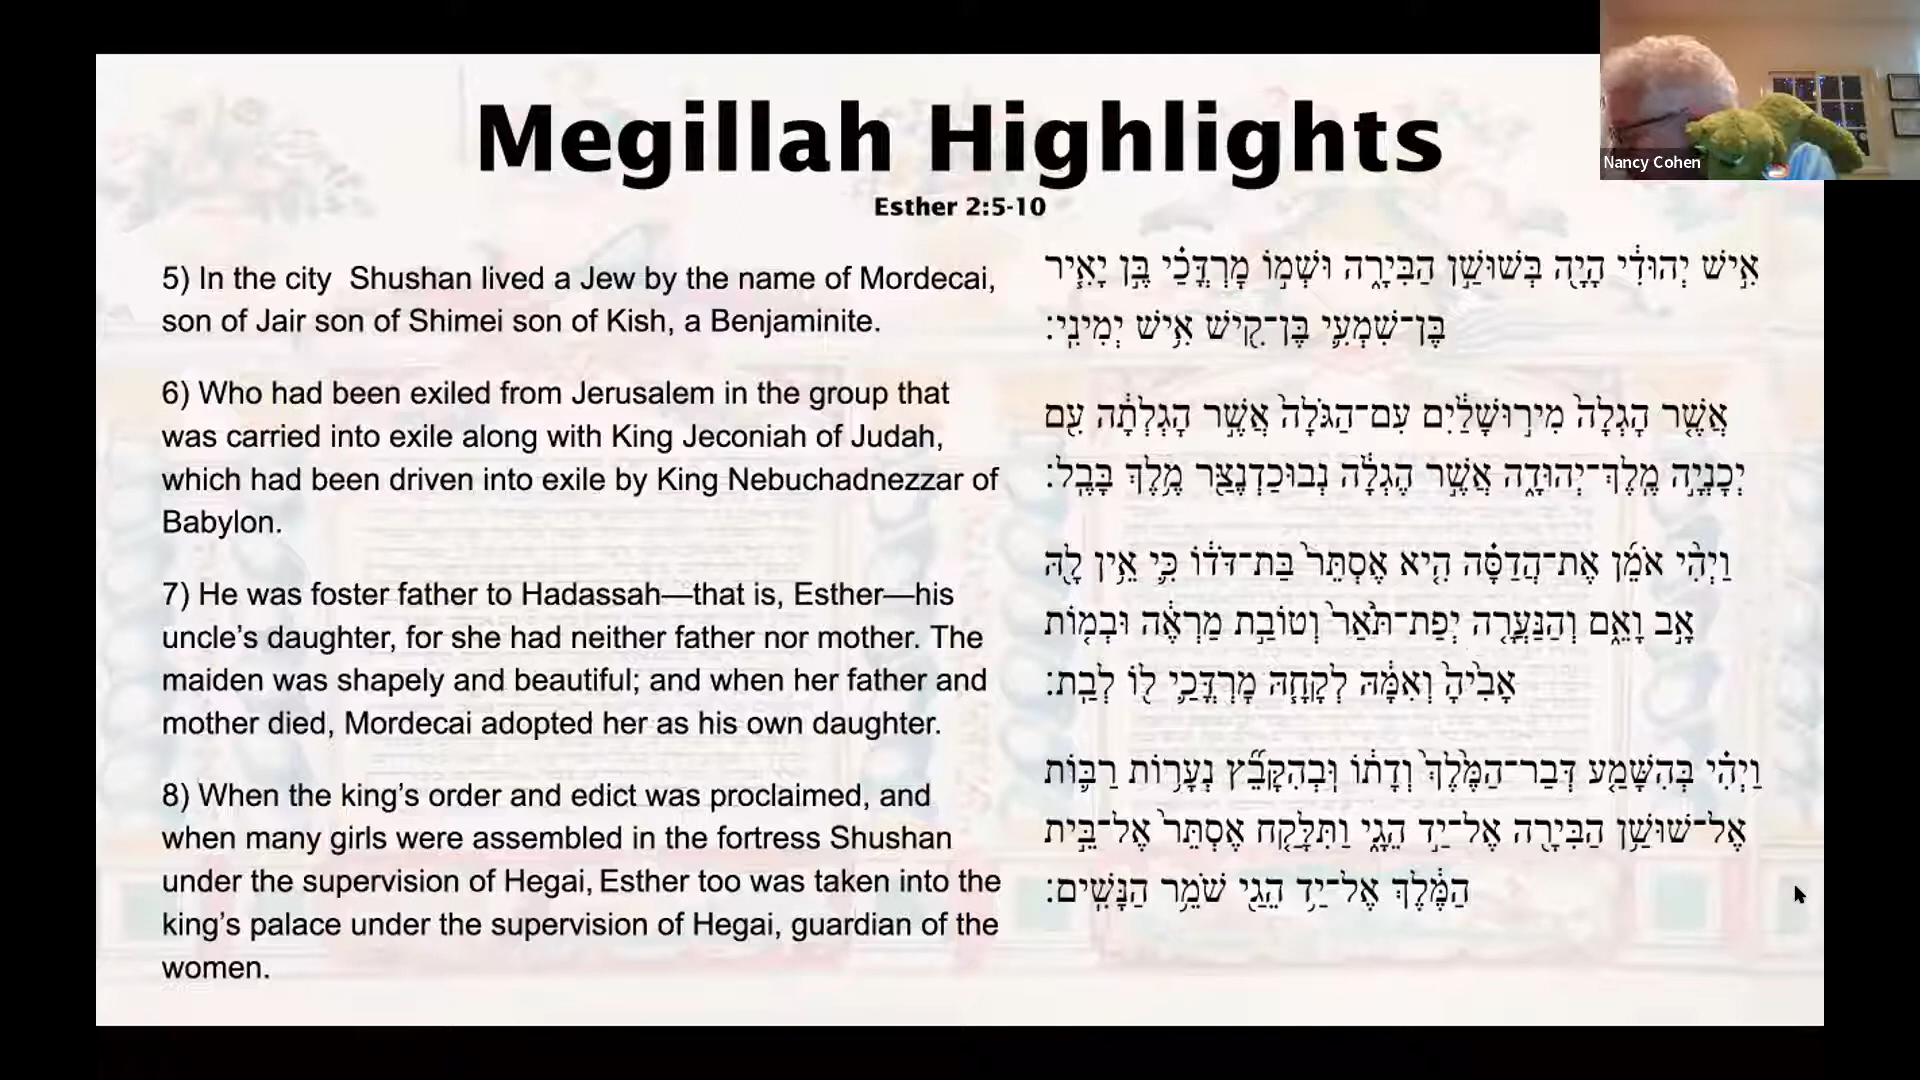 Megillah Highlights
Esther 2:5-10
5) In the city  Shushan lived a Jew by the name of Mordecai,
son of Jair son of Shimei son of Kish, a Benjaminite.
6) Who had been exiled from Jerusalem in the group that
was carried into exile along with King Jeconiah of Judah,
which had been driven into exile by King Nebuchadnezzar of
Babylon.
7) He was foster father to Hadassah—that is, Esther—his
uncle’s daughter, for she had neither father nor mother. The
maiden was shapely and beautiful; and when her father and
mother died, Mordecai adopted her as his own daughter.
8) When the king’s order and edict was proclaimed, and
when many girls were assembled in the fortress Shushan
under the supervision of Hegai, Esther too was taken into the
king’s palace under the supervision of Hegai, guardian of the
women.
אִ֣ישׁ יְהוּדִ֔י הָיָ֖ה בְּשׁוּשַׁ֣ן הַבִּירָ֑ה וּשְׁמ֣וֹ מָרְדֳּכַ֗י בֶּ֣ן יָאִ֧יר
בֶּן־שִׁמְעִ֛י בֶּן־קִ֖ישׁ אִ֥ישׁ יְמִינִֽי׃
אֲשֶׁ֤ר הָגְלָה֙ מִיר֣וּשָׁלַ֔יִם עִם־הַגֹּלָה֙ אֲשֶׁ֣ר הָגְלְתָ֔ה עִ֖ם
יְכָנְיָ֣ה מֶֽלֶךְ־יְהוּדָ֑ה אֲשֶׁ֣ר הֶגְלָ֔ה נְבוּכַדְנֶצַּ֖ר מֶ֥לֶךְ בָּבֶֽל׃
וַיְהִ֨י אֹמֵ֜ן אֶת־הֲדַסָּ֗ה הִ֤יא אֶסְתֵּר֙ בַּת־דֹּד֔וֹ כִּ֛י אֵ֥ין לָ֖הּ
אָ֣ב וָאֵ֑ם וְהַנַּעֲרָ֤ה יְפַת־תֹּ֙אַר֙ וְטוֹבַ֣ת מַרְאֶ֔ה וּבְמ֤וֹת
אָבִ֙יהָ֙ וְאִמָּ֔הּ לְקָחָ֧הּ מָרְדֳּכַ֛י ל֖וֹ לְבַֽת׃
וַיְהִ֗י בְּהִשָּׁמַ֤ע דְּבַר־הַמֶּ֙לֶךְ֙ וְדָת֔וֹ וּֽבְהִקָּבֵ֞ץ נְעָר֥וֹת רַבּ֛וֹת
אֶל־שׁוּשַׁ֥ן הַבִּירָ֖ה אֶל־יַ֣ד הֵגָ֑י וַתִּלָּקַ֤ח אֶסְתֵּר֙ אֶל־בֵּ֣ית
הַמֶּ֔לֶךְ אֶל־יַ֥ד הֵגַ֖י שֹׁמֵ֥ר הַנָּשִֽׁים׃
Nancy Cohen